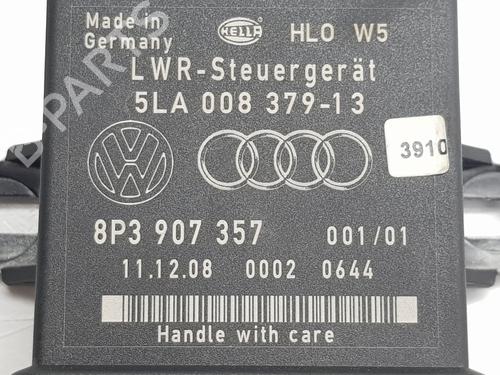 Made in
Germany
HELLA
HLO W5
LWR-Steuergerät
5LA 008 379-13
3910
8P3 907 357
001/01
11.12.08 0002 0644
Handle with care
B-PARTS